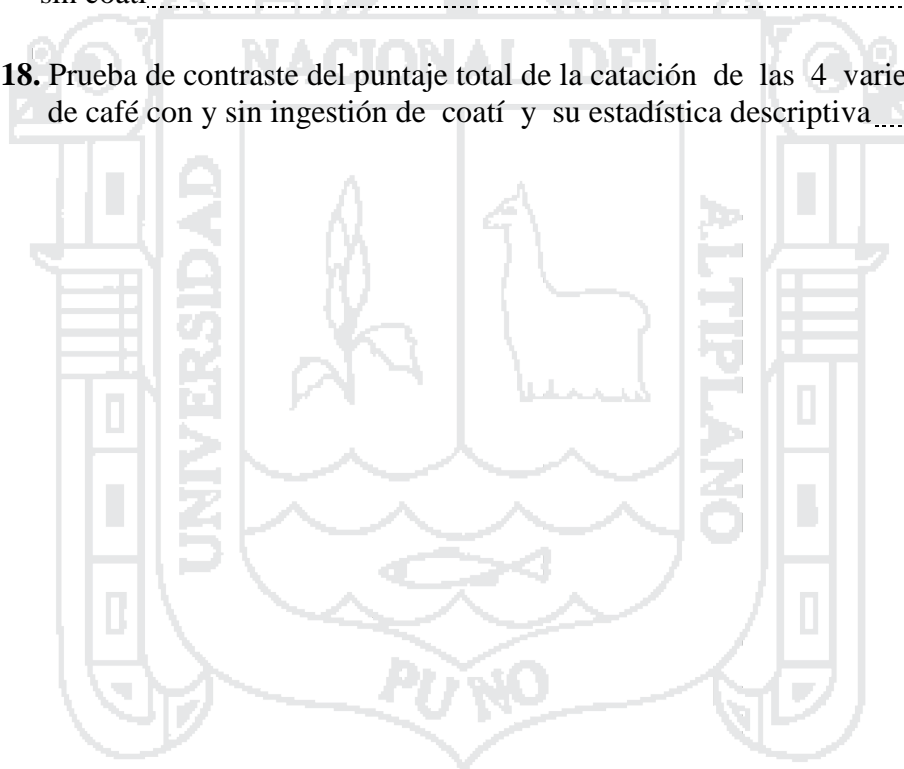 18. Prueba de contraste del puntaje total de la catación de las 4 varie
de café con y sin ingestión de coatí y su estadística descriptiva
NACIONAL DEL
UNIVERSIDAD
ALTIPLANO
PUNO